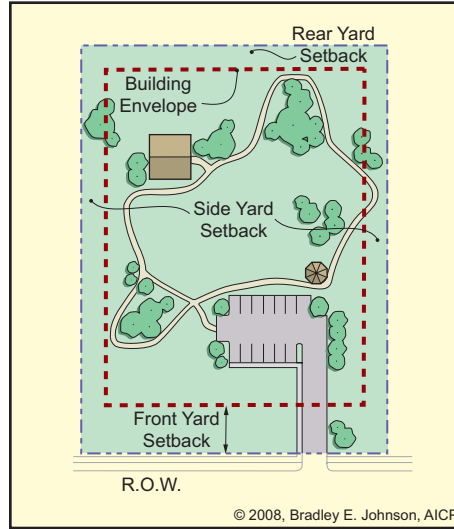 Rear Yard
Setback
Building
Envelope
Side Yard
Setback
Front Yard
Setback
R.O.W.
© 2008, Bradley E. Johnson, AICP